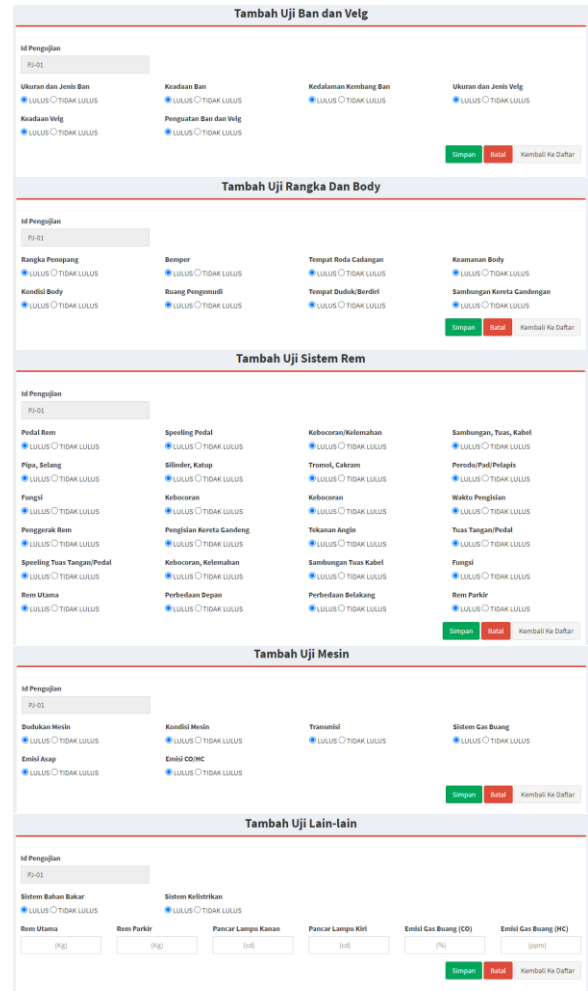 Tambah Uji Ban dan Velg
Id Pengujian
PJ-01
Ukuran dan Jenis Ban Keadaan Ban Kedalaman Kembang Ban Ukuran dan Jenis Velg
LULUS TIDAK LULUS LULUS TIDAK LULUS LULUS TIDAK LULUS LULUS TIDAK LULUS
Keadaan Velg Penguatan Ban dan Velg
LULUS TIDAK LULUS LULUS TIDAK LULUS
Simpan Batal Kembali Ke Daftar
Tambah Uji Rangka Dan Body
Id Pengujian
PJ-01
Rangka Penopang Bemper Tempat Roda Cadangan Keamanan Body
LULUS TIDAK LULUS LULUS TIDAK LULUS LULUS TIDAK LULUS LULUS TIDAK LULUS
Kondisi Body Ruang Pengemudi Tempat Duduk/Berdiri Sambungan Kereta Gandengan
LULUS TIDAK LULUS LULUS TIDAK LULUS LULUS TIDAK LULUS LULUS TIDAK LULUS
Simpan Batal Kembali Ke Daftar
Tambah Uji Sistem Rem
Id Pengujian
PJ-01
Pedal Rem Speeling Pedal Kebocoran/Kelemahan Sambungan, Tuas, Kabel
LULUS TIDAK LULUS LULUS TIDAK LULUS LULUS TIDAK LULUS LULUS TIDAK LULUS
Pipa, Selang Silinder, Katup Tromol, Cakram Perodo/Pad/Pelapis
LULUS TIDAK LULUS LULUS TIDAK LULUS LULUS TIDAK LULUS LULUS TIDAK LULUS
Fungsi Kebocoran Kebocoran Waktu Pengisian
LULUS TIDAK LULUS LULUS TIDAK LULUS LULUS TIDAK LULUS LULUS TIDAK LULUS
Penggerak Rem Pengisian Kereta Gandeng Tekanan Angin Tuas Tangan/Pedal
LULUS TIDAK LULUS LULUS TIDAK LULUS LULUS TIDAK LULUS LULUS TIDAK LULUS
Speeling Tuas Tangan/Pedal Kebocoran, Kelemahan Sambungan Tuas Kabel Fungsi
LULUS TIDAK LULUS LULUS TIDAK LULUS LULUS TIDAK LULUS LULUS TIDAK LULUS
Rem Utama Perbedaan Depan Perbedaan Belakang Rem Parkir
LULUS TIDAK LULUS LULUS TIDAK LULUS LULUS TIDAK LULUS LULUS TIDAK LULUS
Simpan Batal Kembali Ke Daftar
Tambah Uji Mesin
Id Pengujian
PJ-01
Dudukan Mesin Kondisi Mesin Transmisi Sistem Gas Buang
LULUS TIDAK LULUS LULUS TIDAK LULUS LULUS TIDAK LULUS LULUS TIDAK LULUS
Emisi Asap Emisi CO/HC
LULUS TIDAK LULUS LULUS TIDAK LULUS
Simpan Batal Kembali Ke Daftar
Tambah Uji Lain-lain
Id Pengujian
PJ-01
Sistem Bahan Bakar Sistem Kelistrikan
LULUS TIDAK LULUS LULUS TIDAK LULUS
Rem Utama Rem Parkir Pancar Lampu Kanan Pancar Lampu Kiri Emisi Gas Buang (CO) Emisi Gas Buang (HC)
(Kg) (Kg) (cd) (cd) (%) (ppm)
Simpan Batal Kembali Ke Daftar